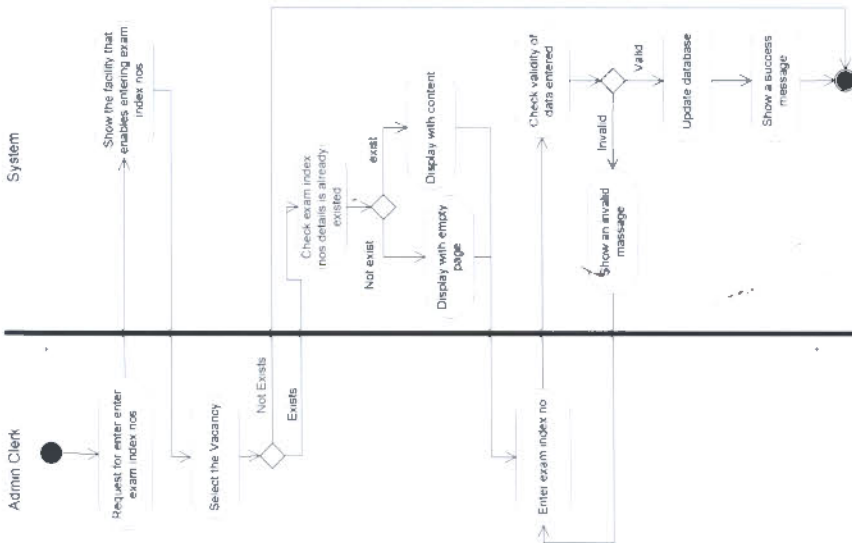 Admin Clerk
System
Request for enter enter
exam index nos
Show the facility that
enables entering exam
index nos
Select the Vacancy
Not Exists
Exists
Check exam index
nos details is already
existed
Not exist
exist
Display with empty
page
Display with content
Enter exam index no
Check validity of
data entered
Invalid
Valid
Show an invalid
massage
Update database
Show a success
message